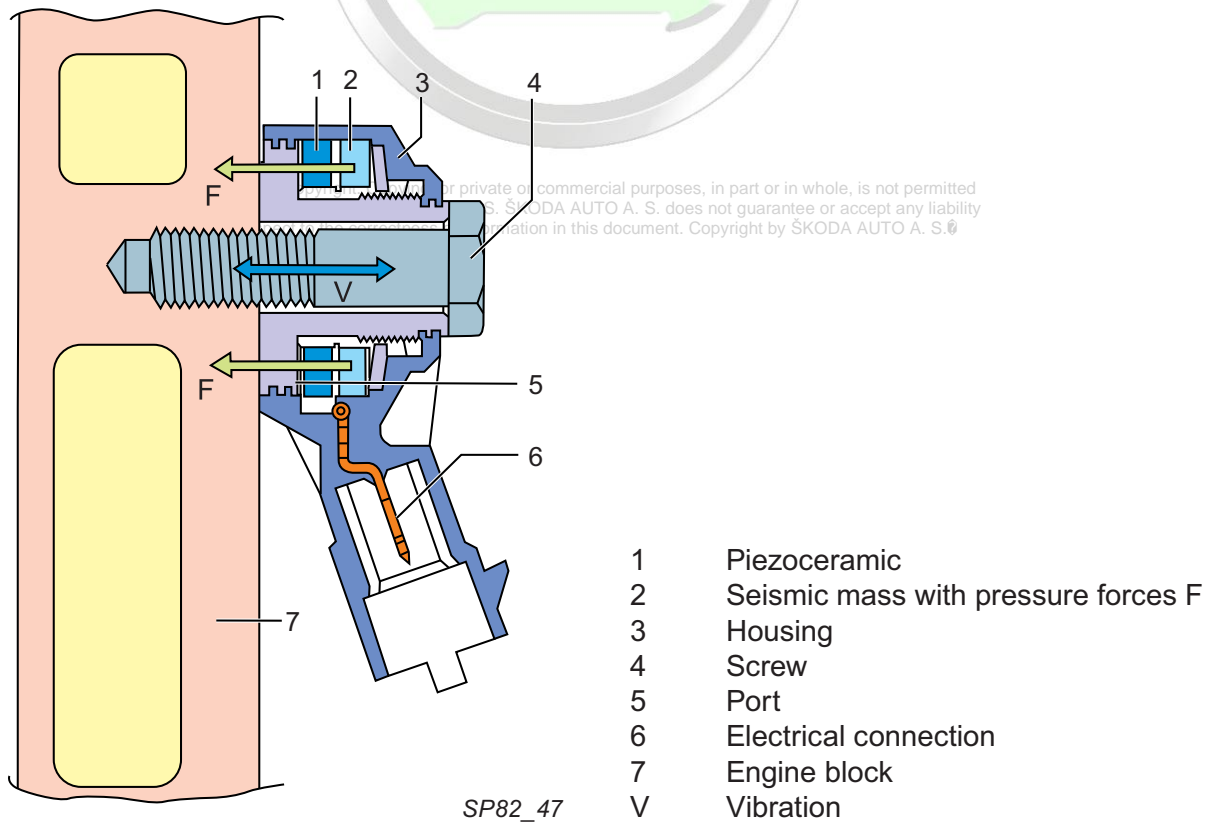 1 2 3 4
or private or commercial purposes, in part or in whole, is not permitted
F
S. ŠKODA AUTO A. S. does not guarantee or accept any liability
information in this document. Copyright by ŠKODA AUTO A. S.
V
F
5
6
1 Piezoceramic
2 Seismic mass with pressure forces F
7
3 Housing
4 Screw
5 Port
6 Electrical connection
7 Engine block
SP82_47 V Vibration